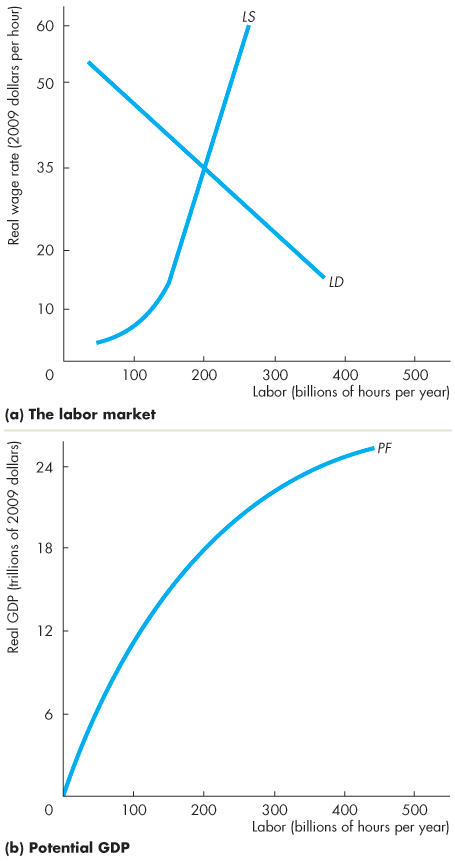 Real wage rate (2009 dollars per hour)
60
50
35
20
10
0
LS
LD
100
200
300
400
500
Labor (billions of hours per year)
(a) The labor market
Real GDP (trillions of 2009 dollars)
24
18
12
6
0
PF
100
200
300
400
500
Labor (billions of hours per year)
(b) Potential GDP